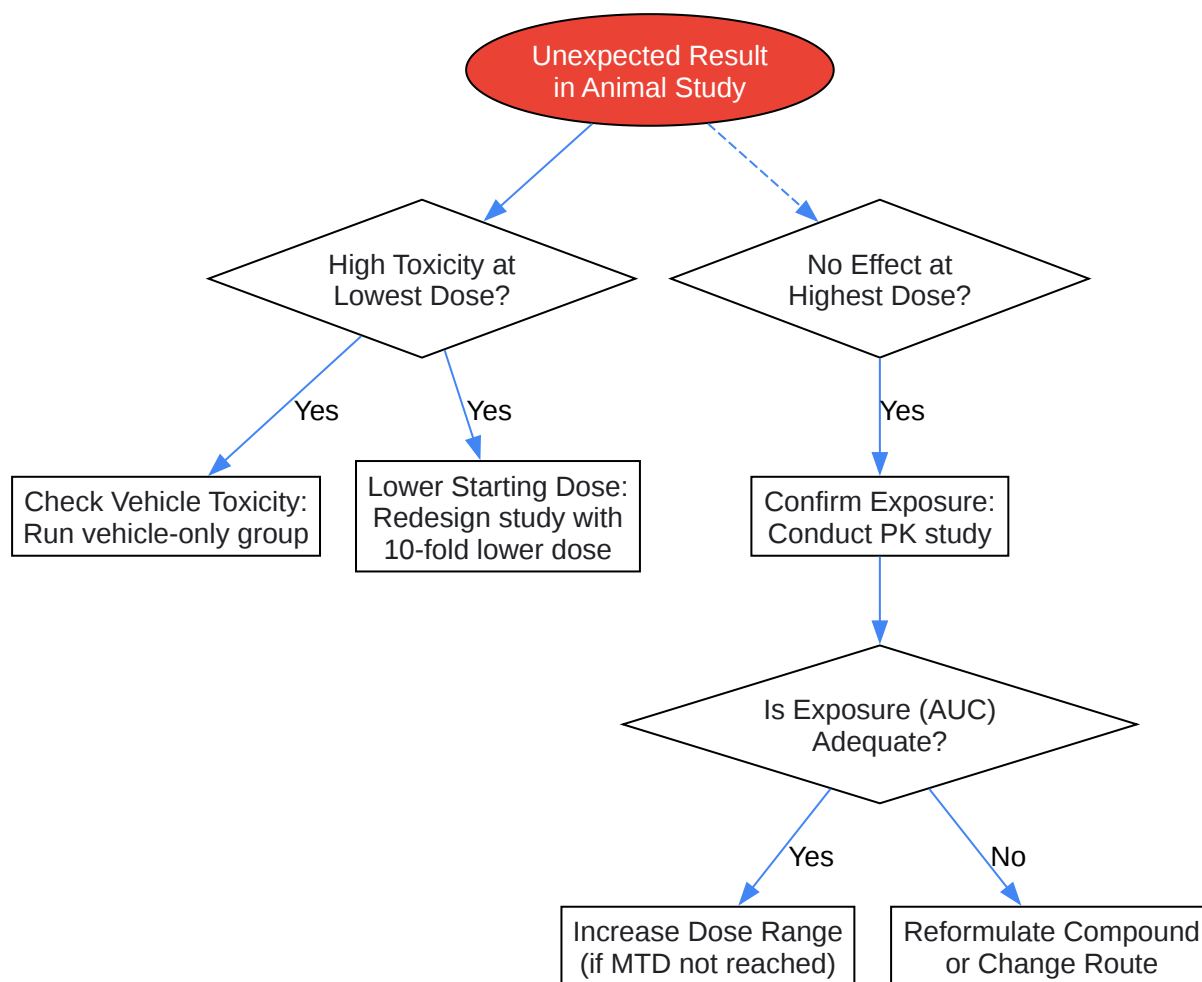 Unexpected Result
in Animal Study
High Toxicity at
Lowest Dose?
No Effect at
Highest Dose?
Yes
Yes
Yes
Check Vehicle Toxicity:
Run vehicle-only group
Lower Starting Dose:
Redesign study with
10-fold lower dose
Confirm Exposure:
Conduct PK study
Is Exposure (AUC)
Adequate?
Yes
No
Increase Dose Range
(if MTD not reached)
Reformulate Compound
or Change Route